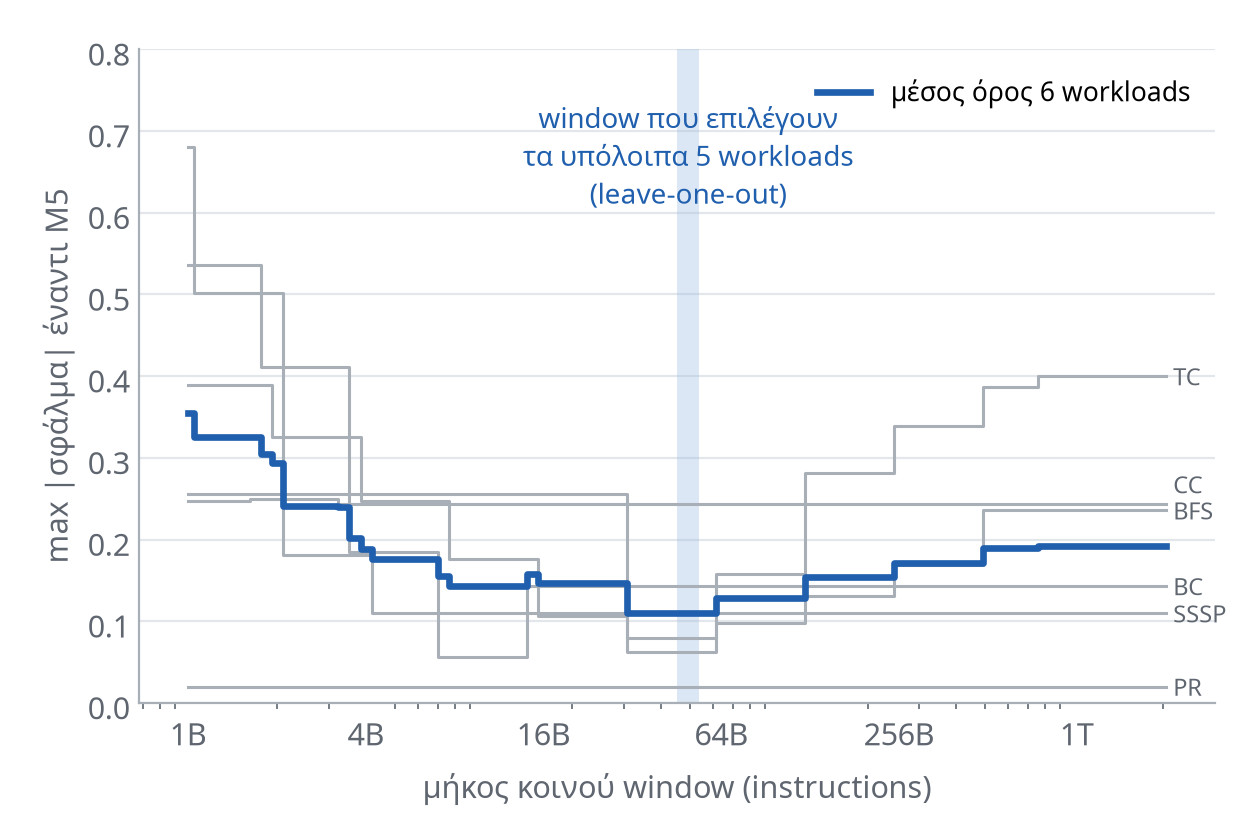 0.8
0.7
0.6
0.5
0.4
0.3
0.2
0.1
0.0
max |σφάλμα| έναντι M5
μέσος όρος 6 workloads
window που επιλέγουν
τα υπόλοιπα 5 workloads
(leave-one-out)
TC
CC
BFS
BC
SSSP
PR
1B
4B
16B
64B
256B
1T
μήκος κοινού window (instructions)